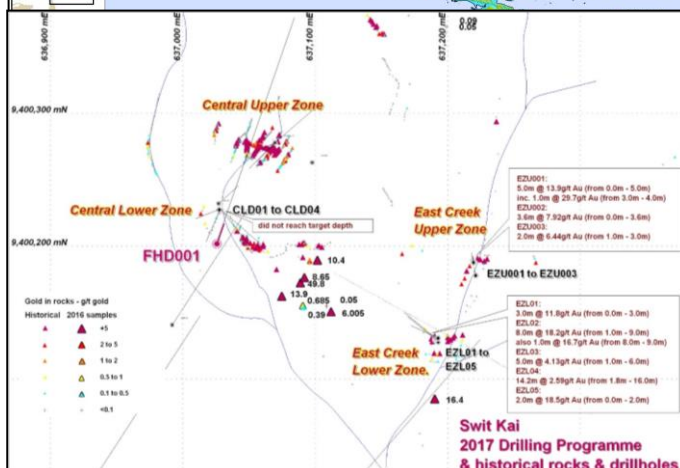 636,900 mE
637,000 mE
637,100 mE
637,200 mE
0.05
9,400,300 mN
Central Upper Zone
Central Lower Zone
CLD01 to CLD04
did not reach target depth
FHD001
9,400,200 mN
East Creek
Upper Zone
EZU001:
5.0m @ 13.9g/t Au (from 0.0m - 5.0m)
inc. 1.0m @ 29.7g/t Au (from 3.0m - 4.0m)
EZU002:
3.6m @ 7.92g/t Au (from 0.0m - 3.6m)
EZU003:
2.0m @ 6.44g/t Au (from 1.0m - 3.0m)
EZU001 to EZU003
10.4
8.65
49.8
13.9
0.685
0.05
0.39
6.005
Gold in rocks - g/t gold
Historical 2016 samples
+5
2 to 5
1 to 2
0.5 to 1
0.1 to 0.5
<0.1
East Creek
Lower Zone.
EZL01 to
EZL05
16.4
EZL01:
3.0m @ 11.8g/t Au (from 0.0m - 3.0m)
EZL02:
8.0m @ 18.2g/t Au (from 1.0m - 9.0m)
also 1.0m @ 16.7g/t Au (from 8.0m - 9.0m)
EZL03:
5.0m @ 4.13g/t Au (from 1.0m - 6.0m)
EZL04:
14.2m @ 2.59g/t Au (from 1.8m - 16.0m)
EZL05:
2.0m @ 18.5g/t Au (from 0.0m - 2.0m)
Swit Kai
2017 Drilling Programme
& historical rocks & drillholes